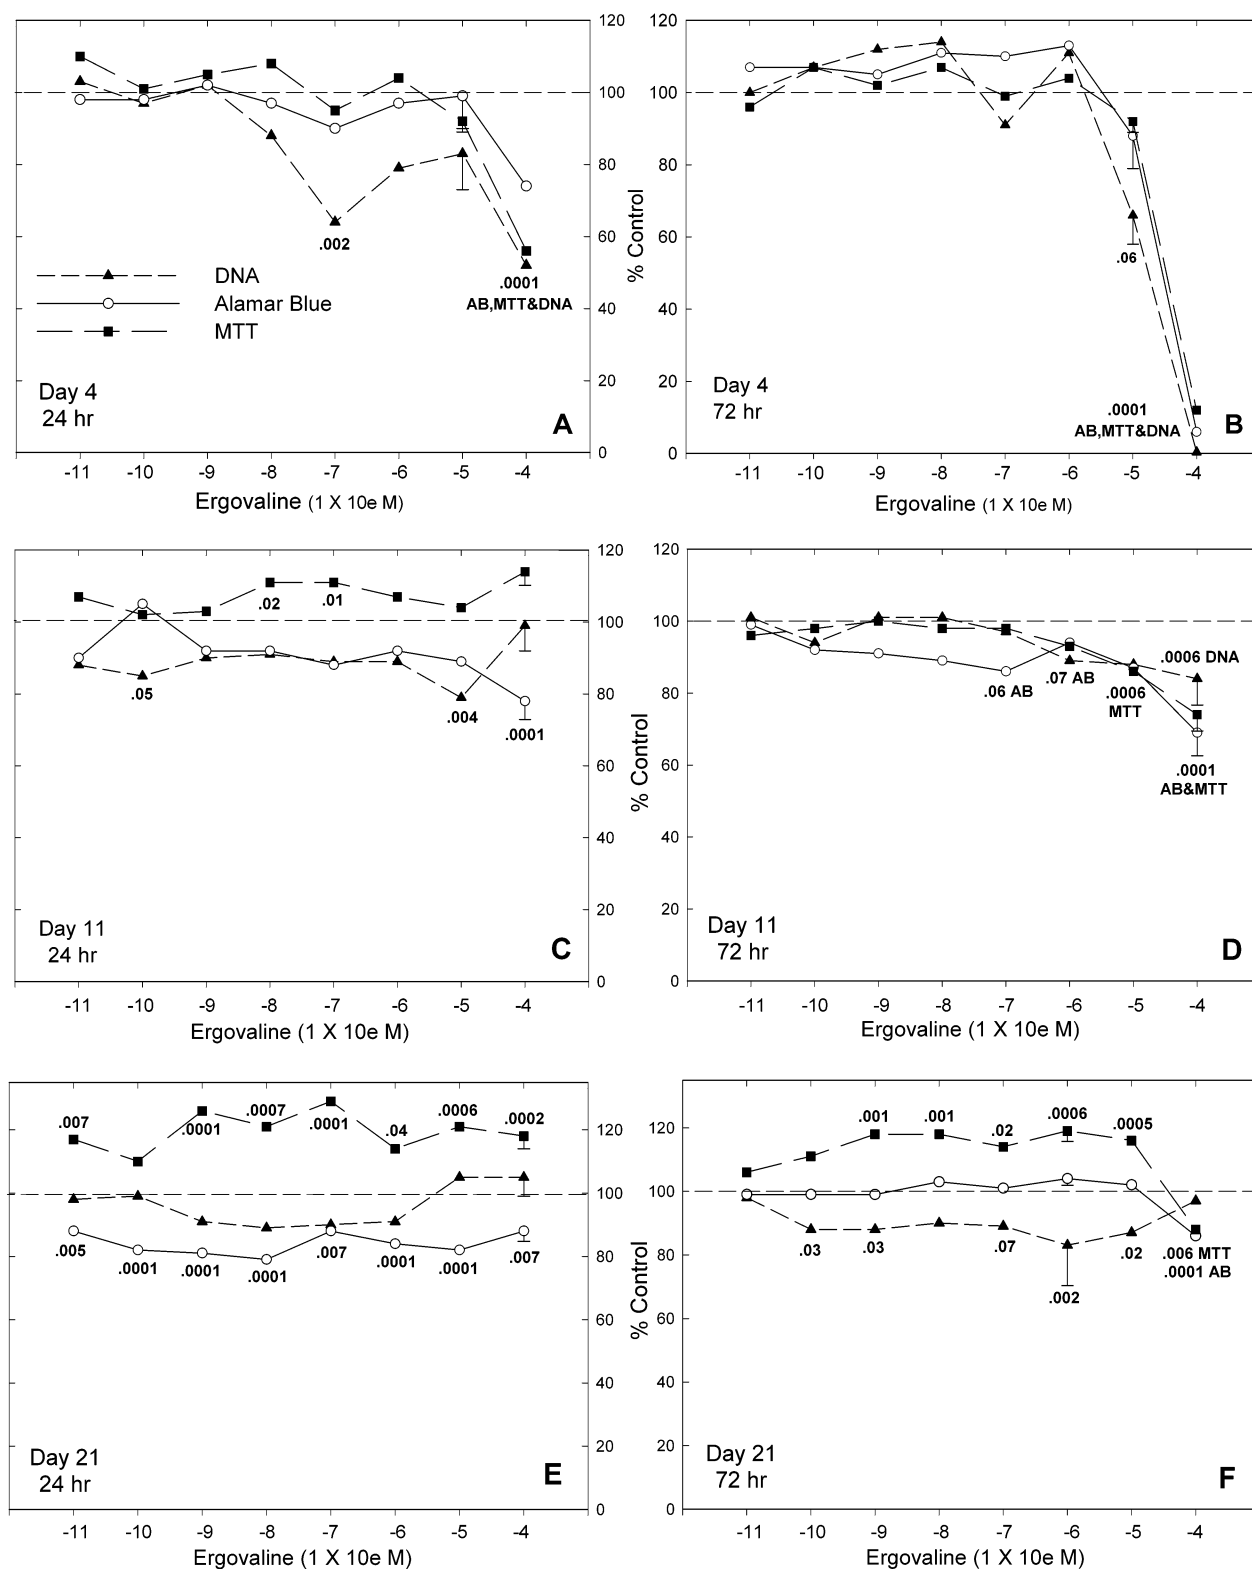 120
100
80
60
40
20
0
% Control
.002
.0001
AB,MTT&DNA
DNA
Alamar Blue
MTT
Day 4
24 hr
A
-11 -10 -9 -8 -7 -6 -5 -4
Ergovaline (1 X 10e M)
120
100
80
60
40
20
0
.06
.0001
AB,MTT&DNA
Day 4
72 hr
B
-11 -10 -9 -8 -7 -6 -5 -4
Ergovaline (1 X 10e M)
120
100
80
60
40
20
0
% Control
.02 .01
.05
.004
.0001
Day 11
24 hr
C
-11 -10 -9 -8 -7 -6 -5 -4
Ergovaline (1 X 10e M)
120
100
80
60
40
20
0
.0006 DNA
.07 AB
.06 AB
.0006
MTT
.0001
AB&MTT
Day 11
72 hr
D
-11 -10 -9 -8 -7 -6 -5 -4
Ergovaline (1 X 10e M)
120
100
80
60
40
20
0
% Control
.007 .0001 .0007 .0001 .04 .0006 .0002
.005 .0001 .0001 .0001 .007 .0001 .0001 .007
Day 21
24 hr
E
-11 -10 -9 -8 -7 -6 -5 -4
Ergovaline (1 X 10e M)
120
100
80
60
40
20
0
.001 .001 .02 .0006 .0005
.03 .03 .07 .002 .02
.006 MTT
.0001 AB
Day 21
72 hr
F
-11 -10 -9 -8 -7 -6 -5 -4
Ergovaline (1 X 10e M)